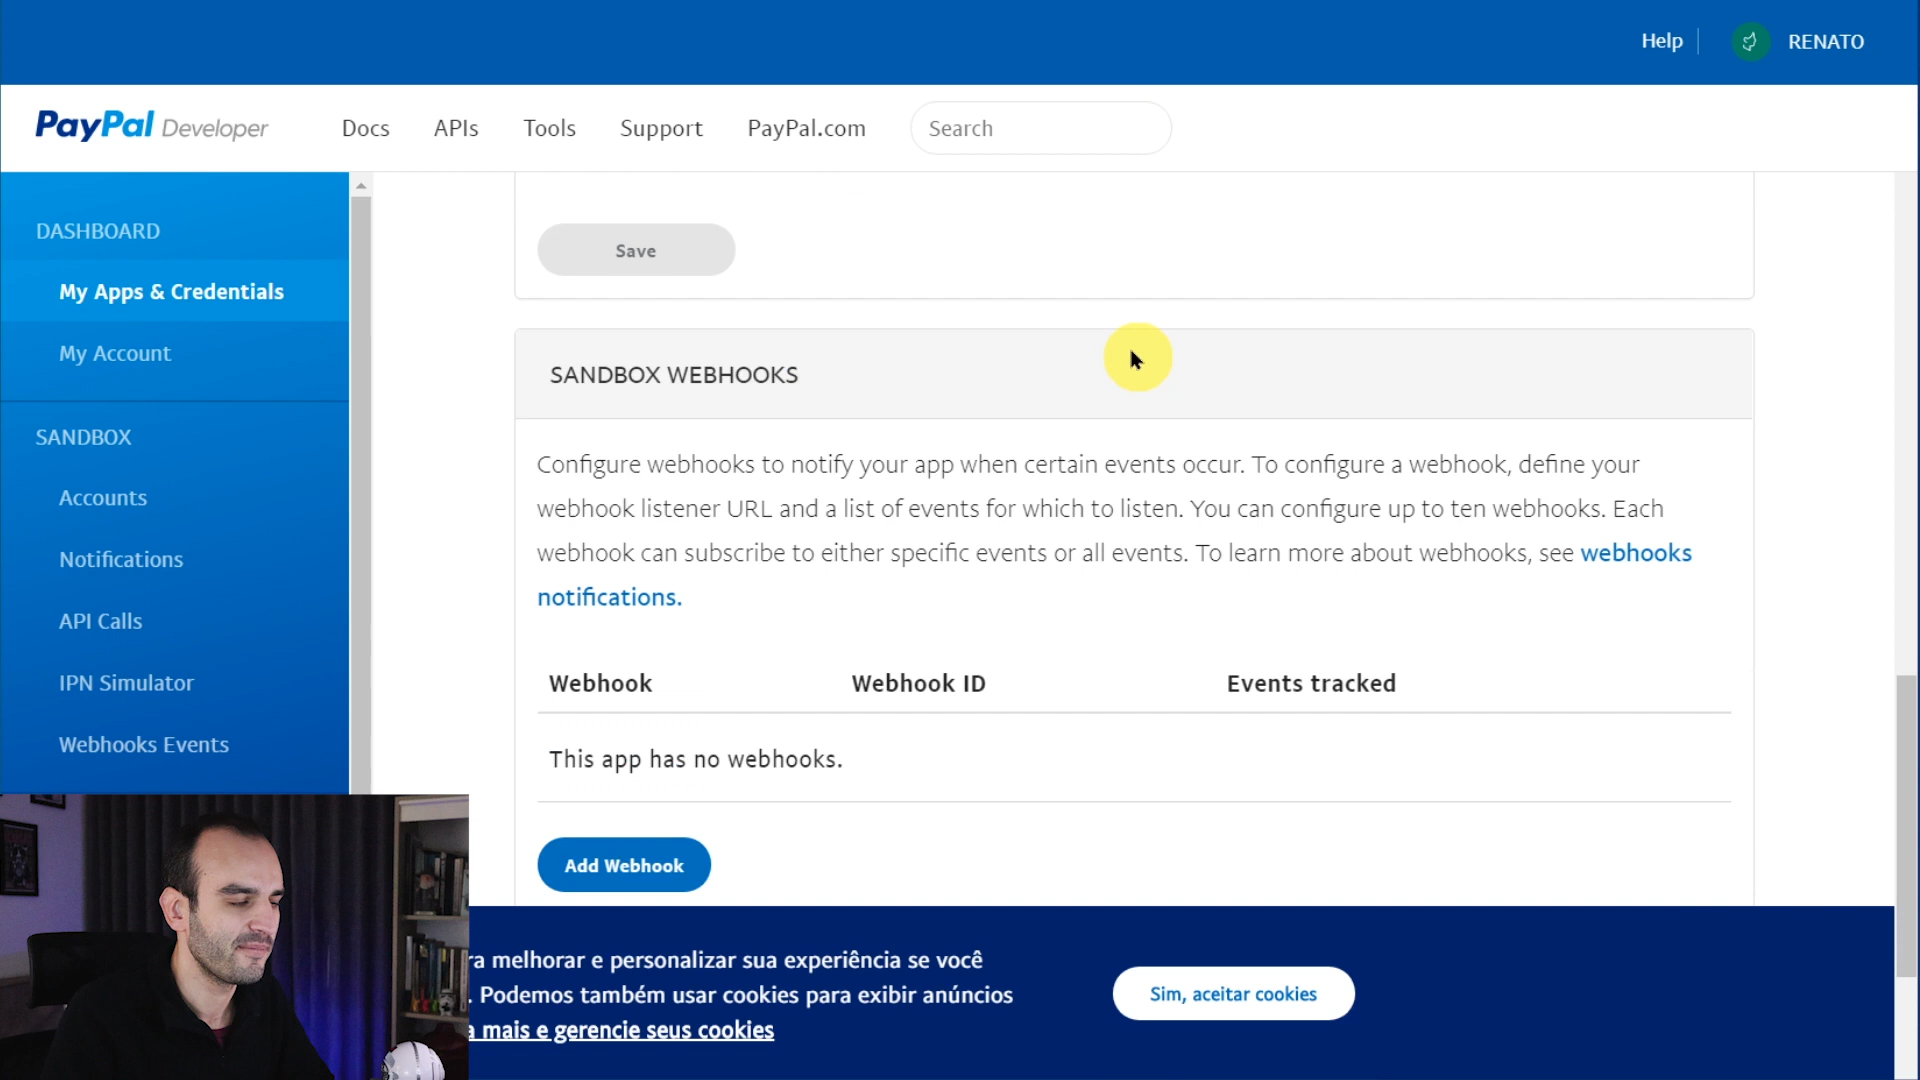 Help
RENATO
PayPal Developer
Docs
APIs
Tools
Support
PayPal.com
Search
DASHBOARD
My Apps & Credentials
My Account
SANDBOX
Accounts
Notifications
API Calls
IPN Simulator
Webhooks Events
Save
SANDBOX WEBHOOKS
Configure webhooks to notify your app when certain events occur. To configure a webhook, define your
webhook listener URL and a list of events for which to listen. You can configure up to ten webhooks. Each
webhook can subscribe to either specific events or all events. To learn more about webhooks, see webhooks
notifications.
Webhook
Webhook ID
Events tracked
This app has no webhooks.
Add Webhook
ra melhorar e personalizar sua experiência se você
. Podemos também usar cookies para exibir anúncios
a mais e gerencie seus cookies
Sim, aceitar cookies